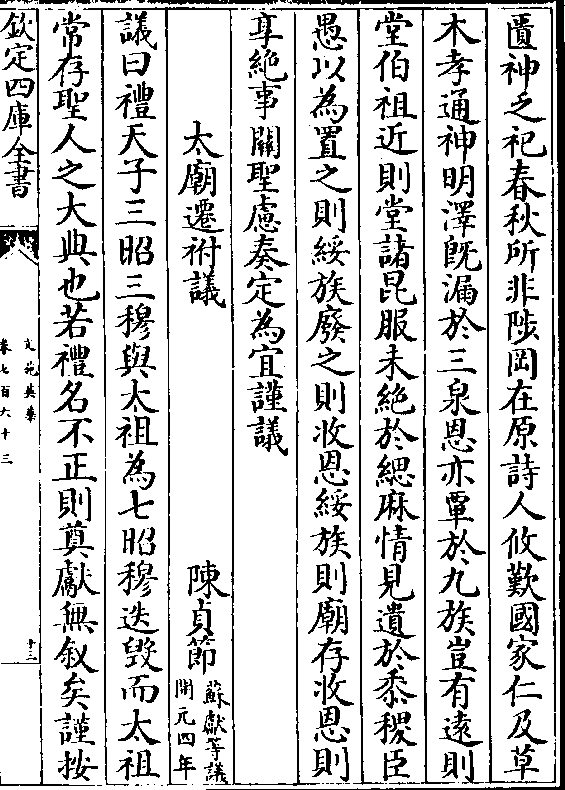 匱神乏祀春秋所非陟岡在原詩人攸歎國家仁及草
木孝通神明澤既漏於三泉恩亦覃於九族豈有遠則
堂伯祖近則堂諸昆服未絶於緦麻情見遺於黍稷臣
愚以為置之則綏族廢之則收恩綏族則廟存收恩則
享絶事關聖慮奏定為宜謹議
太廟遷祔議
陳貞節
蘇獻等議
開元四年
議曰禮天子三昭三穆與太祖為七昭穆迭毁而太祖
常存聖人之大典也若禮名不正則奠獻無叙矣謹按
欽定四庫全書
文苑英華
卷七百六十三
十三